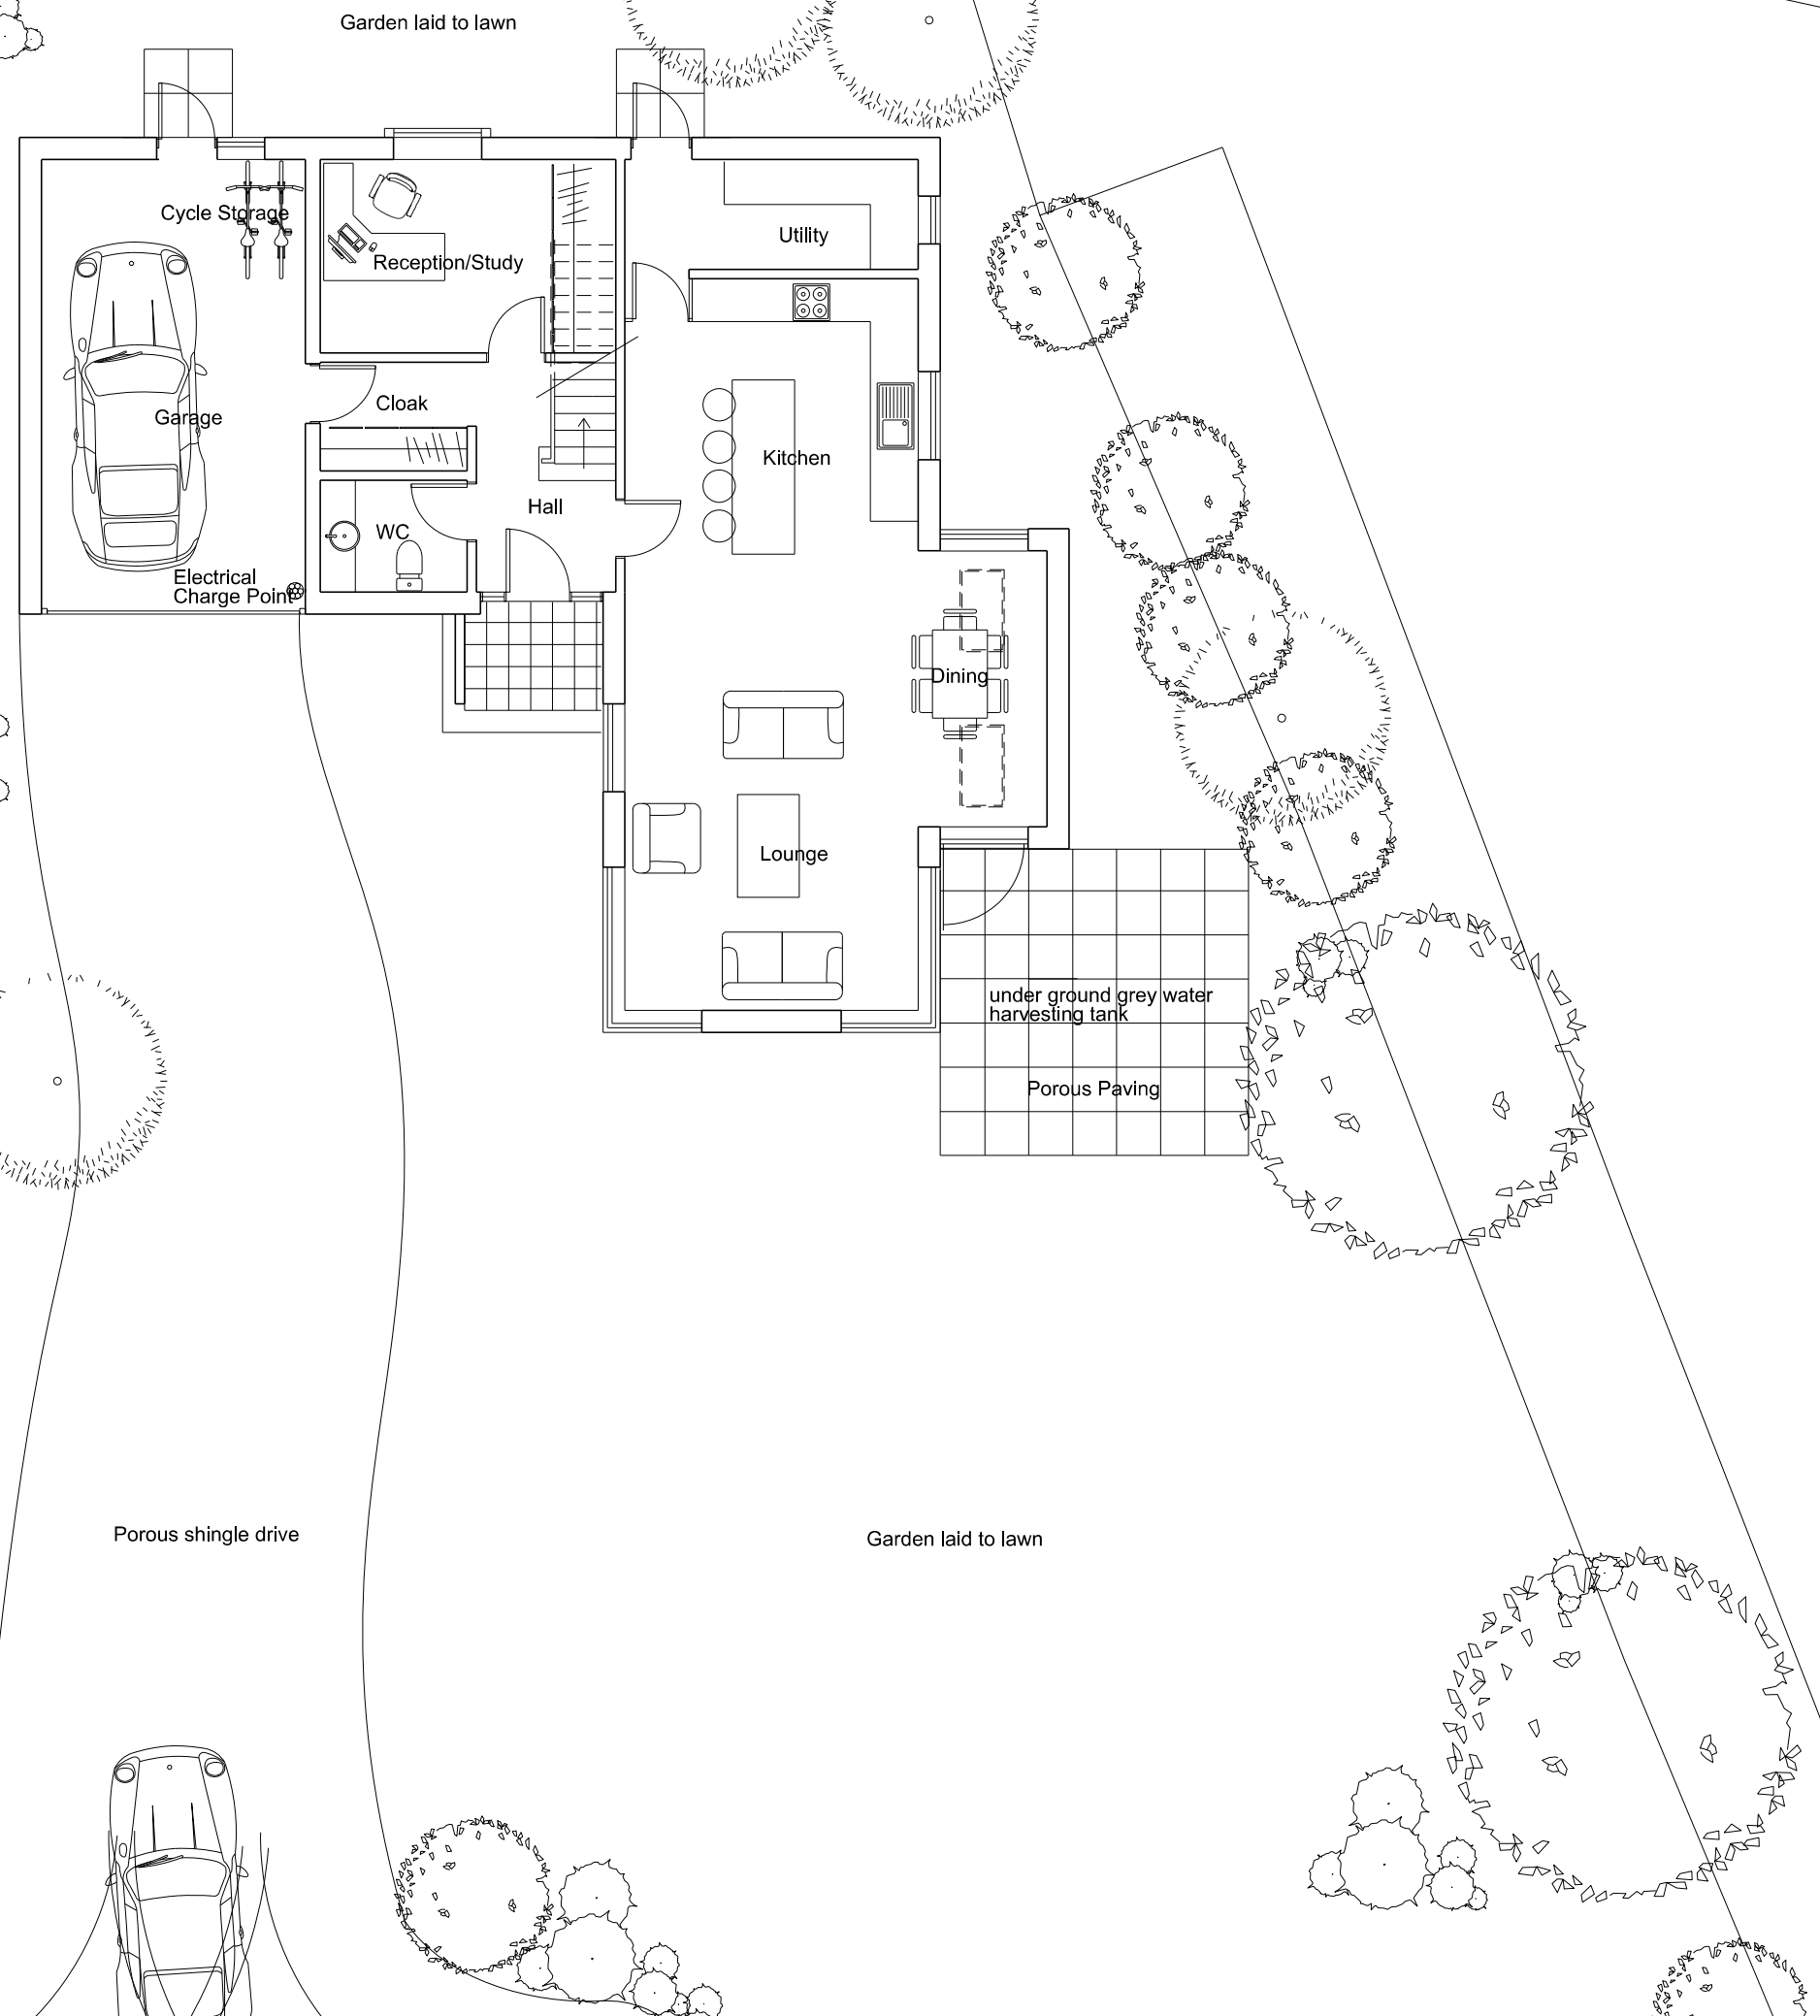 Garden laid to lawn
Cycle Storage
Reception/Study
Utility
Cloak
Garage
Kitchen
Hall
WC
Electrical
Charge Point
Dining
Lounge
under ground grey water
harvesting tank
Porous Paving
Porous shingle drive
Garden laid to lawn